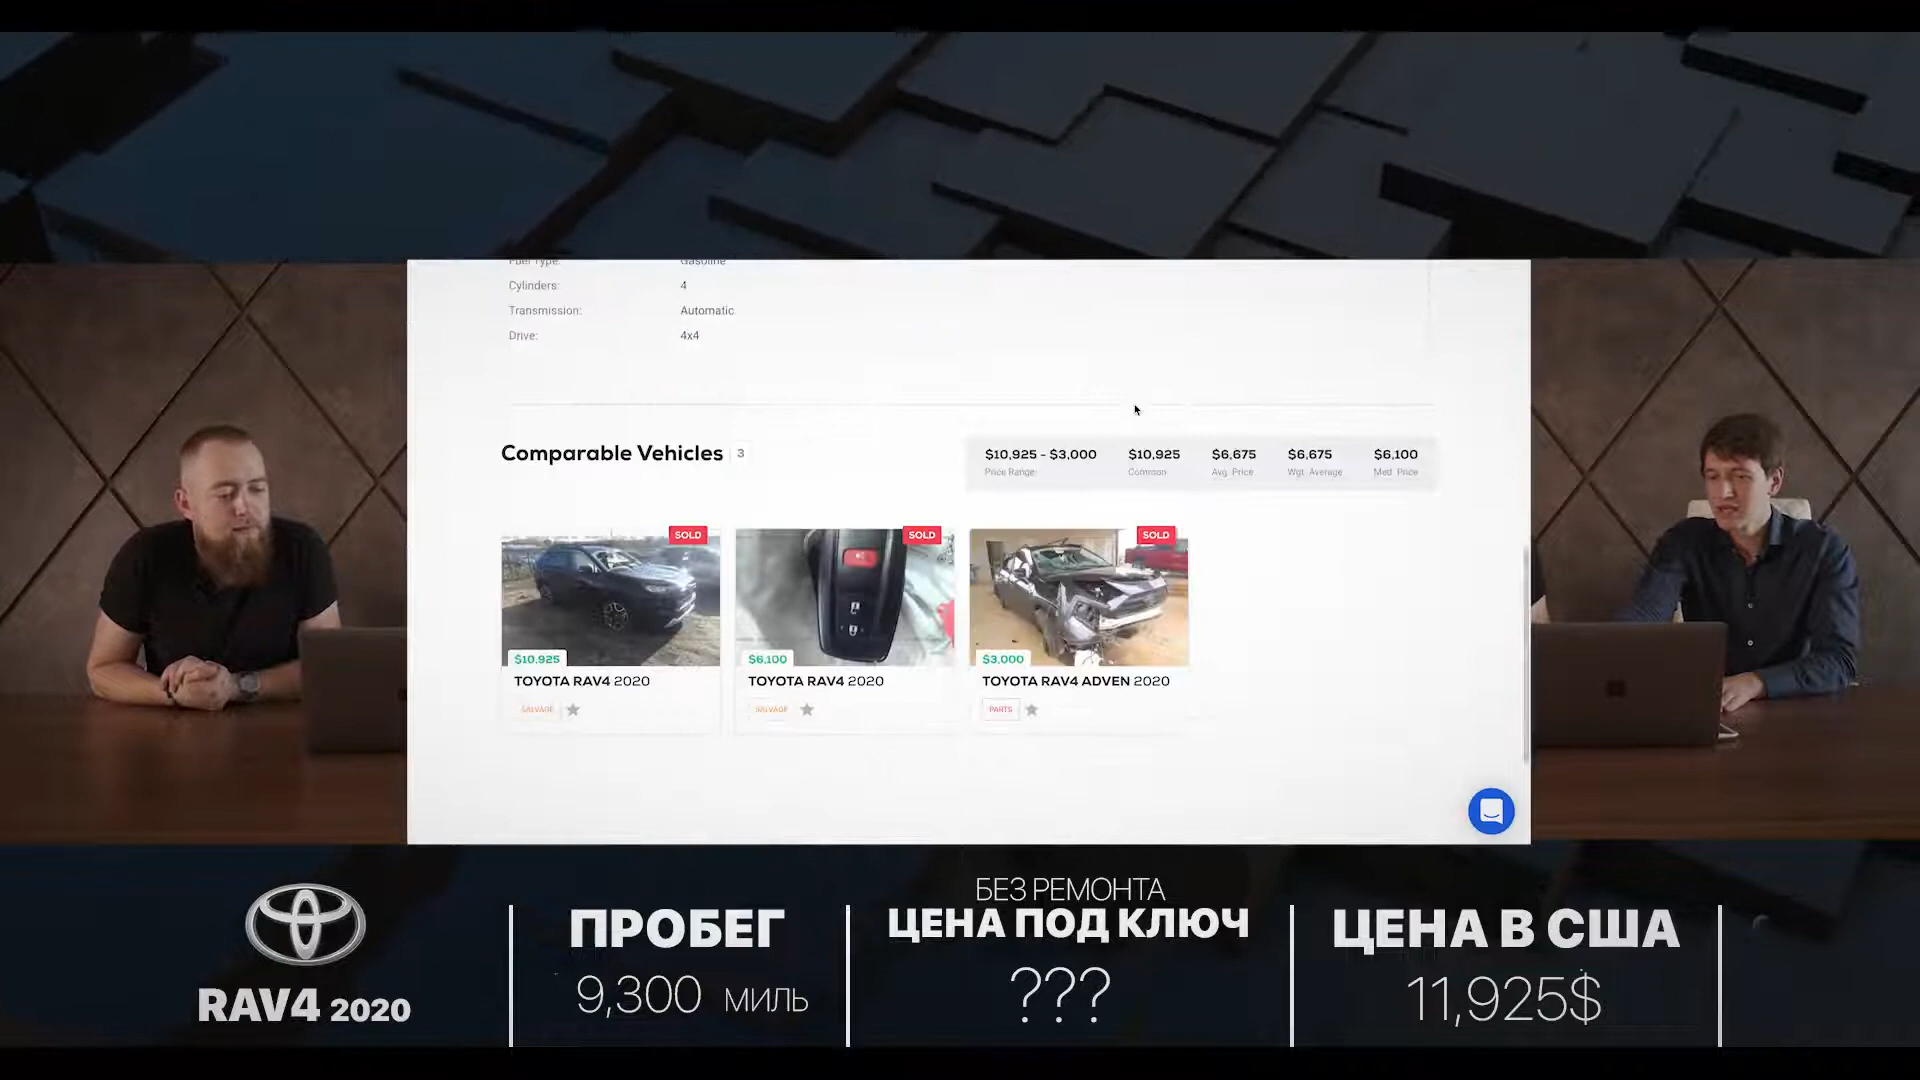 Fuel Type: Gasoline
Cylinders: 4
Transmission: Automatic
Drive: 4x4
Comparable Vehicles 3
$10,925 - $3,000 $10,925 $6,675 $6,675 $6,100
Price Range: Common Avg. Price Wgt. Average Med. Price
SOLD SOLD SOLD
$10,925 $6,100 $3,000
TOYOTA RAV4 2020 TOYOTA RAV4 2020 TOYOTA RAV4 ADVEN 2020
SALVAGE SALVAGE PARTS
RAV4 2020
ПРОБЕГ
9,300 МИЛЬ
БЕЗ РЕМОНТА
ЦЕНА ПОД КЛЮЧ
???
ЦЕНА В США
11,925$